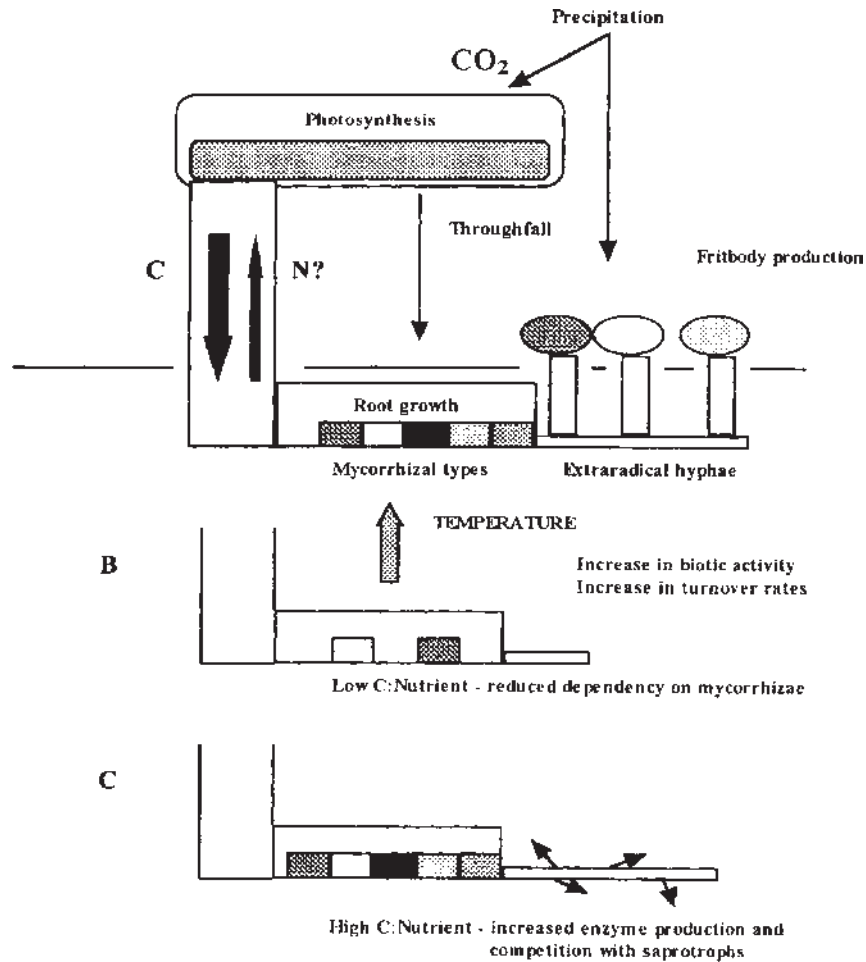 Precipitation
CO₂
Photosynthesis
Throughfall
C
N?
Fritbody production
Root growth
Mycorrhizal types
Extraradical hyphae
TEMPERATURE
B
Increase in biotic activity
Increase in turnover rates
Low C:Nutrient - reduced dependency on mycorrhizae
C
High C:Nutrient - increased enzyme production and
competition with saprotrophs